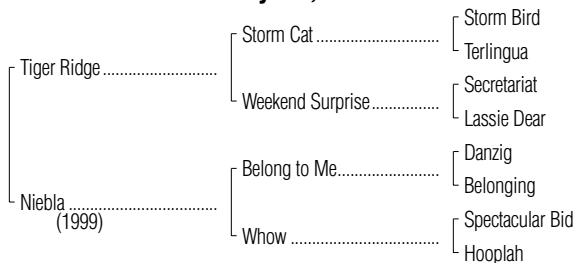 Storm Bird
Storm Cat
Terlingua
Tiger Ridge
Secretariat
Weekend Surprise
Lassie Dear
Danzig
Belong to Me
Belonging
Niebla
(1999)
Spectacular Bid
Whow
Hooplah